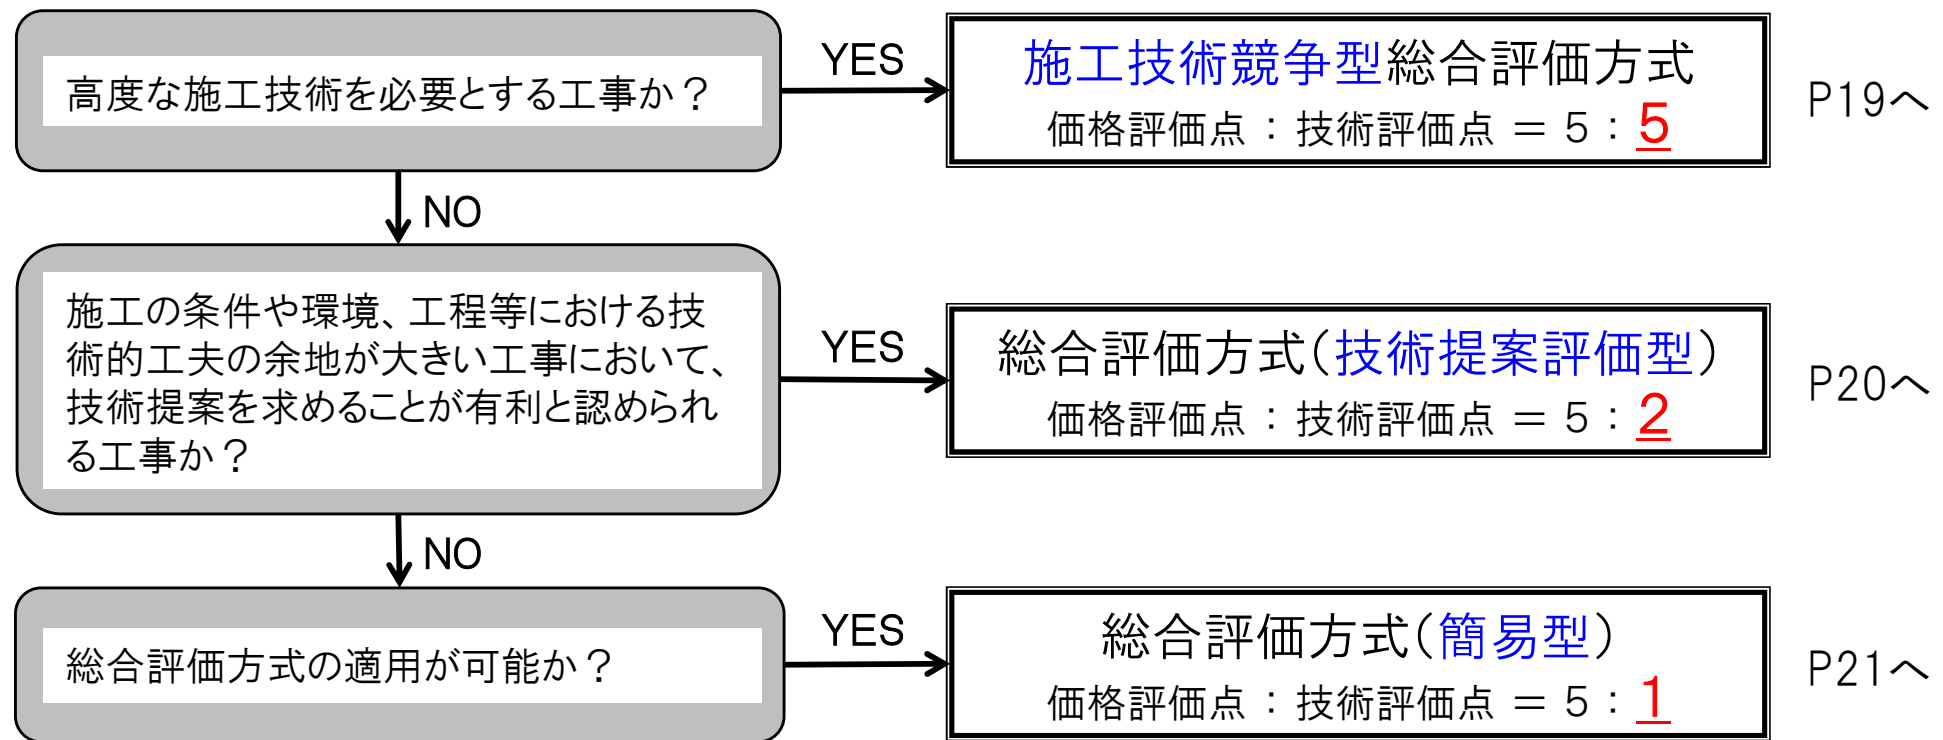 高度な施工技術を必要とする工事か？
YES
施工技術競争型総合評価方式
価格評価点：技術評価点 ＝ ５：５
P19へ
NO
施工の条件や環境、工程等における技
術的工夫の余地が大きい工事において、
技術提案を求めることが有利と認められ
る工事か？
YES
総合評価方式（技術提案評価型）
価格評価点：技術評価点 ＝ ５：２
P20へ
NO
総合評価方式の適用が可能か？
YES
総合評価方式（簡易型）
価格評価点：技術評価点 ＝ ５：１
P21へ